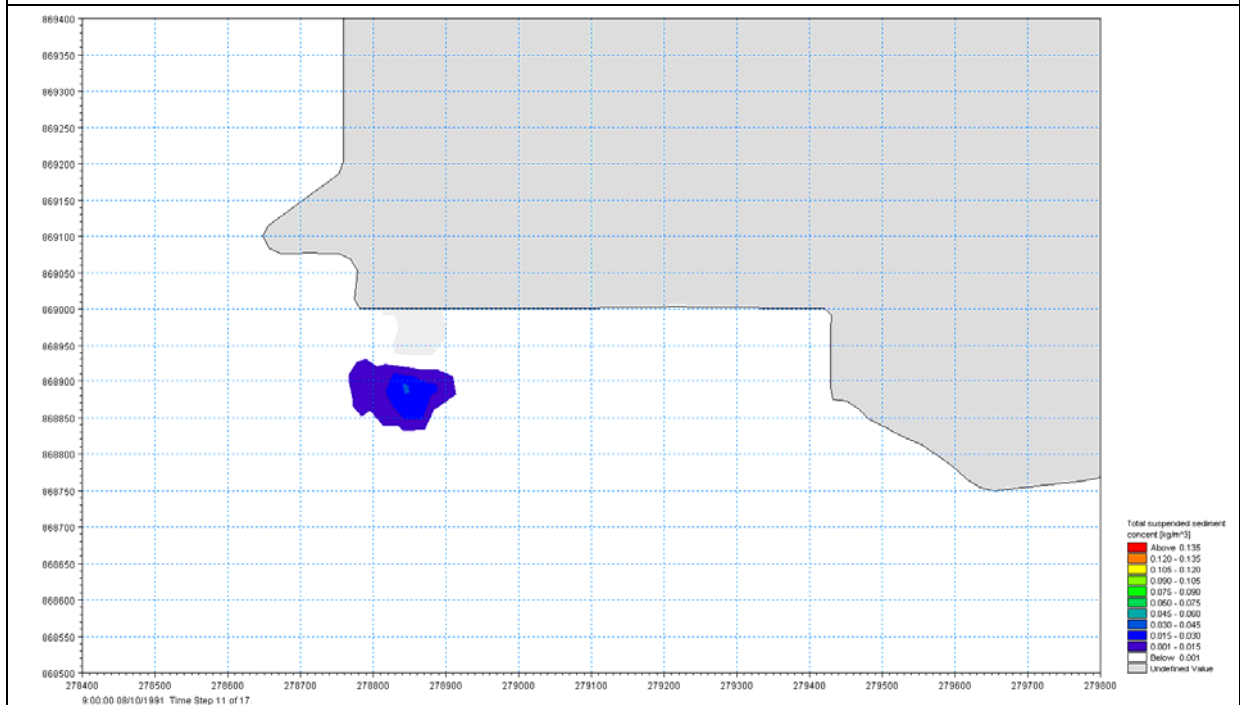 869400
869350
869300
869250
869200
869150
869100
869050
869000
868950
868900
868850
868800
868750
868700
868650
868600
868550
868500
278400 278500 278600 278700 278800 278900 279000 279100 279200 279300 279400 279500 279600 279700 279800
9:00:00 08/10/1991 Time Step 11 of 17.
Total suspended sediment
concent [kg/m^3]
Above 0.135
0.120 - 0.135
0.105 - 0.120
0.090 - 0.105
0.075 - 0.090
0.060 - 0.075
0.045 - 0.060
0.030 - 0.045
0.015 - 0.030
0.001 - 0.015
Below 0.001
Undefined Value